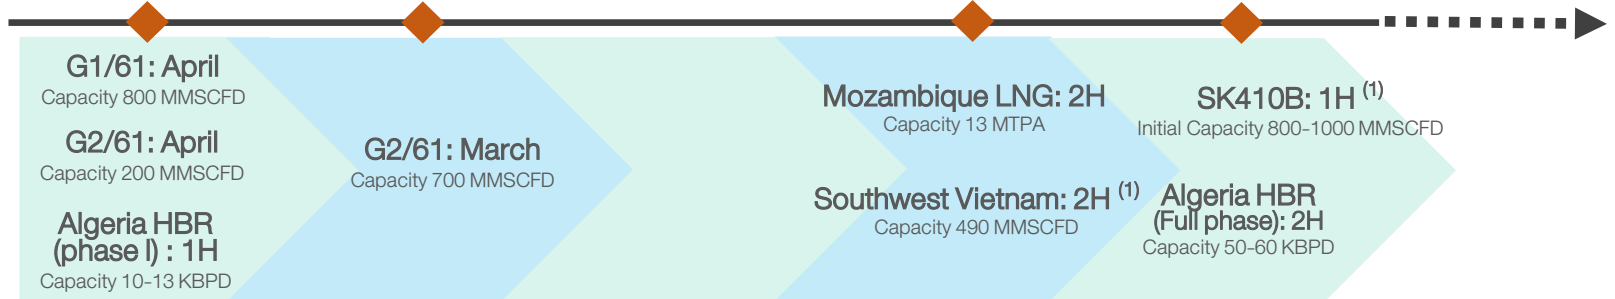 G1/61: April
Capacity 800 MMSCFD
G2/61: April
Capacity 200 MMSCFD
Algeria HBR
(phase I) : 1H
Capacity 10-13 KBPD
G2/61: March
Capacity 700 MMSCFD
Mozambique LNG: 2H
Capacity 13 MTPA
Southwest Vietnam: 2H (1)
Capacity 490 MMSCFD
SK410B: 1H (1)
Initial Capacity 800-1000 MMSCFD
Algeria HBR
(Full phase): 2H
Capacity 50-60 KBPD